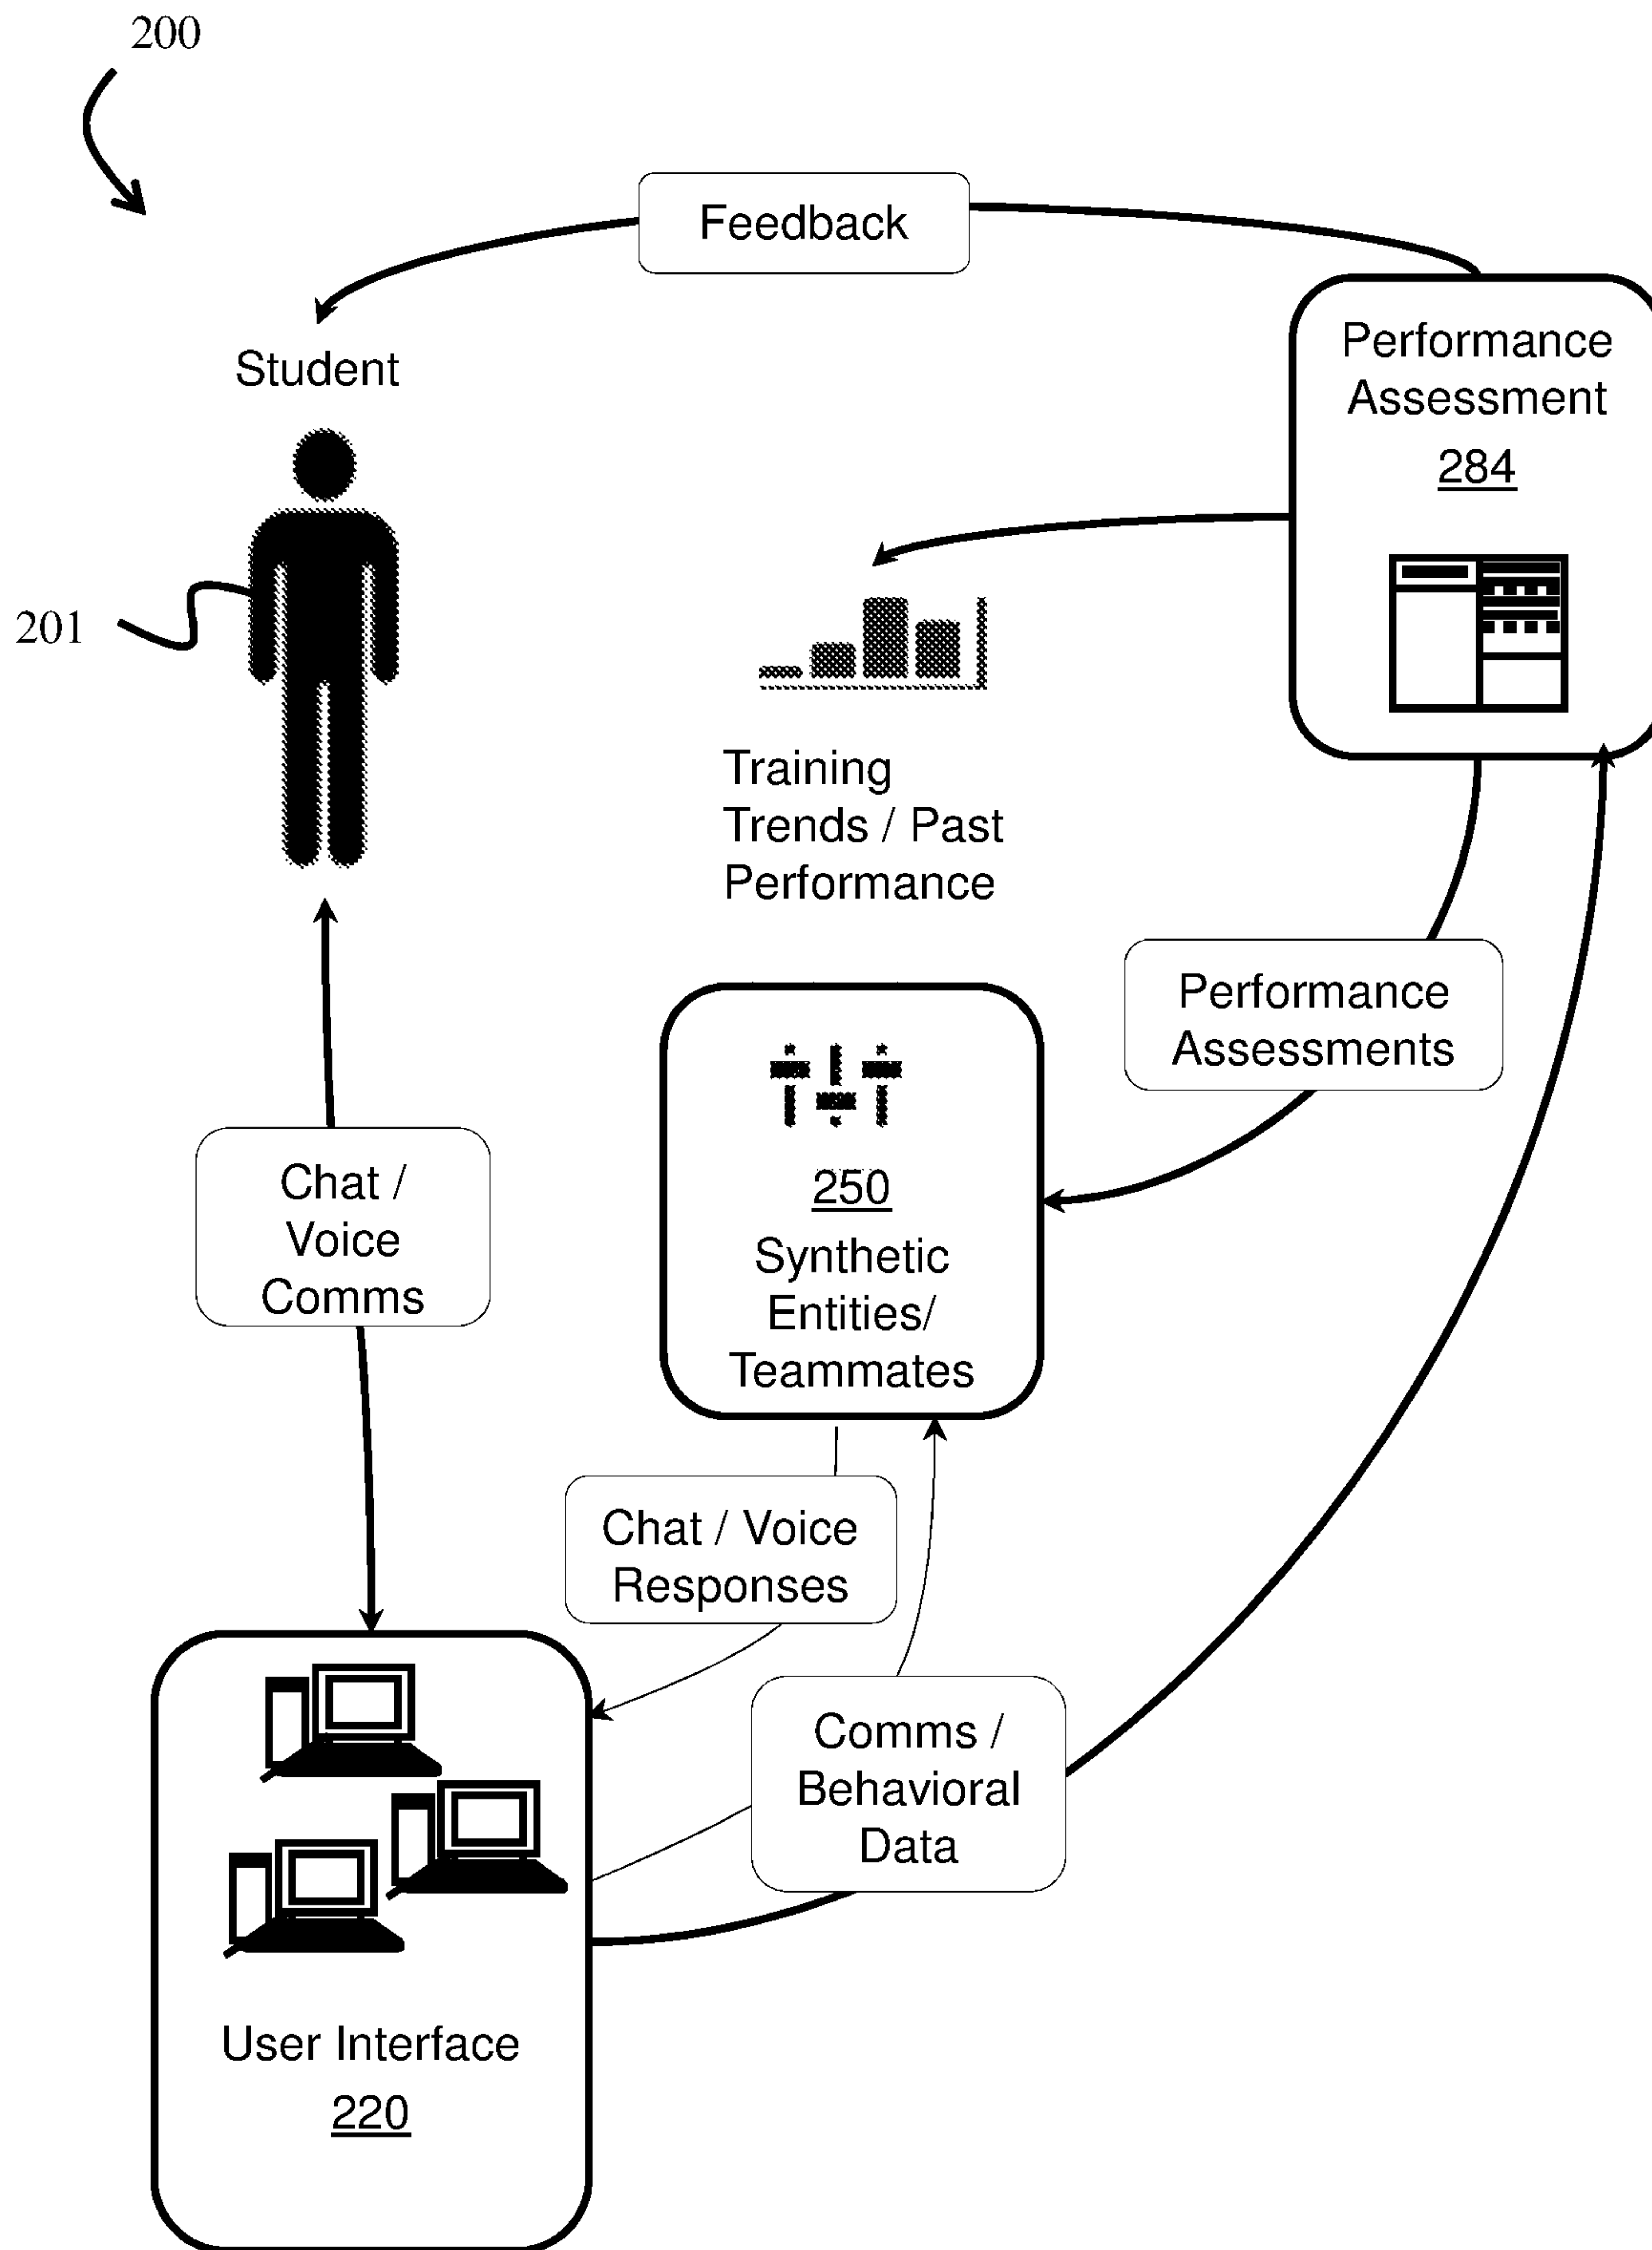 200
Feedback
Student
Performance
Assessment
284
201
Training
Trends / Past
Performance
Performance
Assessments
250
Synthetic
Entities/
Teammates
Chat /
Voice
Comms
Chat / Voice
Responses
Comms /
Behavioral
Data
User Interface
220